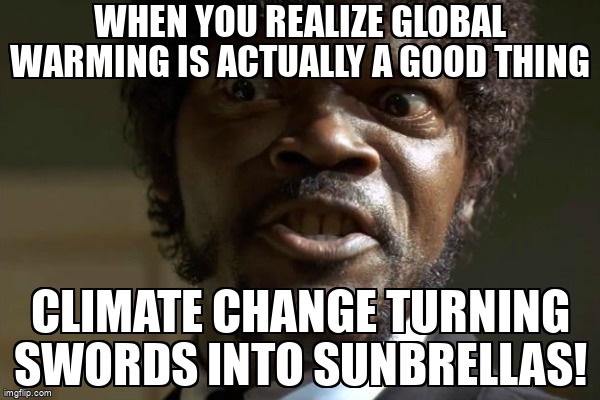 WHEN YOU REALIZE GLOBAL
WARMING IS ACTUALLY A GOOD THING
CLIMATE CHANGE TURNING
SWORDS INTO SUNBRELLAS!
imgflip.com